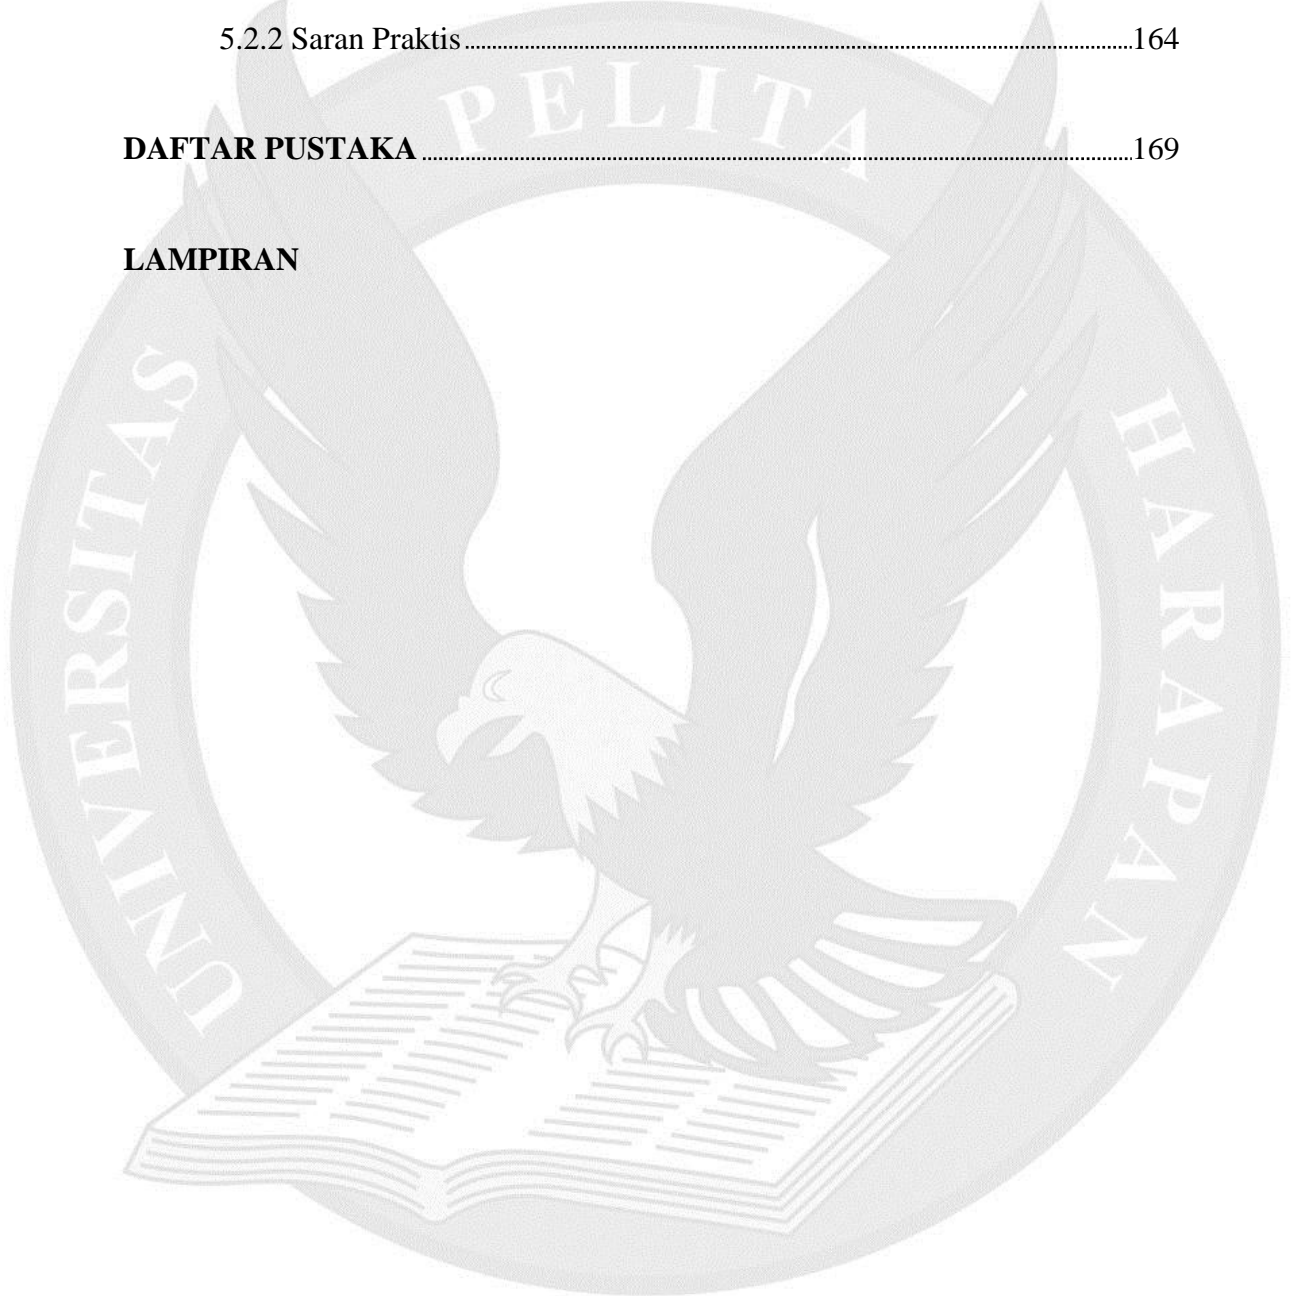 5.2.2 Saran Praktis 164
DAFTAR PUSTAKA 169
LAMPIRAN
UNIVERSITAS PELITA HARAPAN